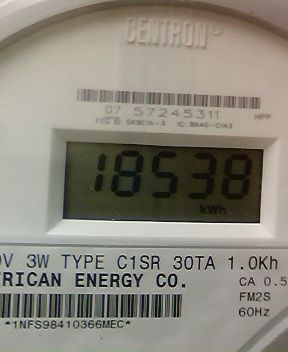 CENTRON®
07 57245311
HPP
18538
kWh
V 3W TYPE C1SR 30TA 1.0Kh
RICAN ENERGY CO.
CA 0.5
FM2S
60Hz
*1NFS98410366MEC*